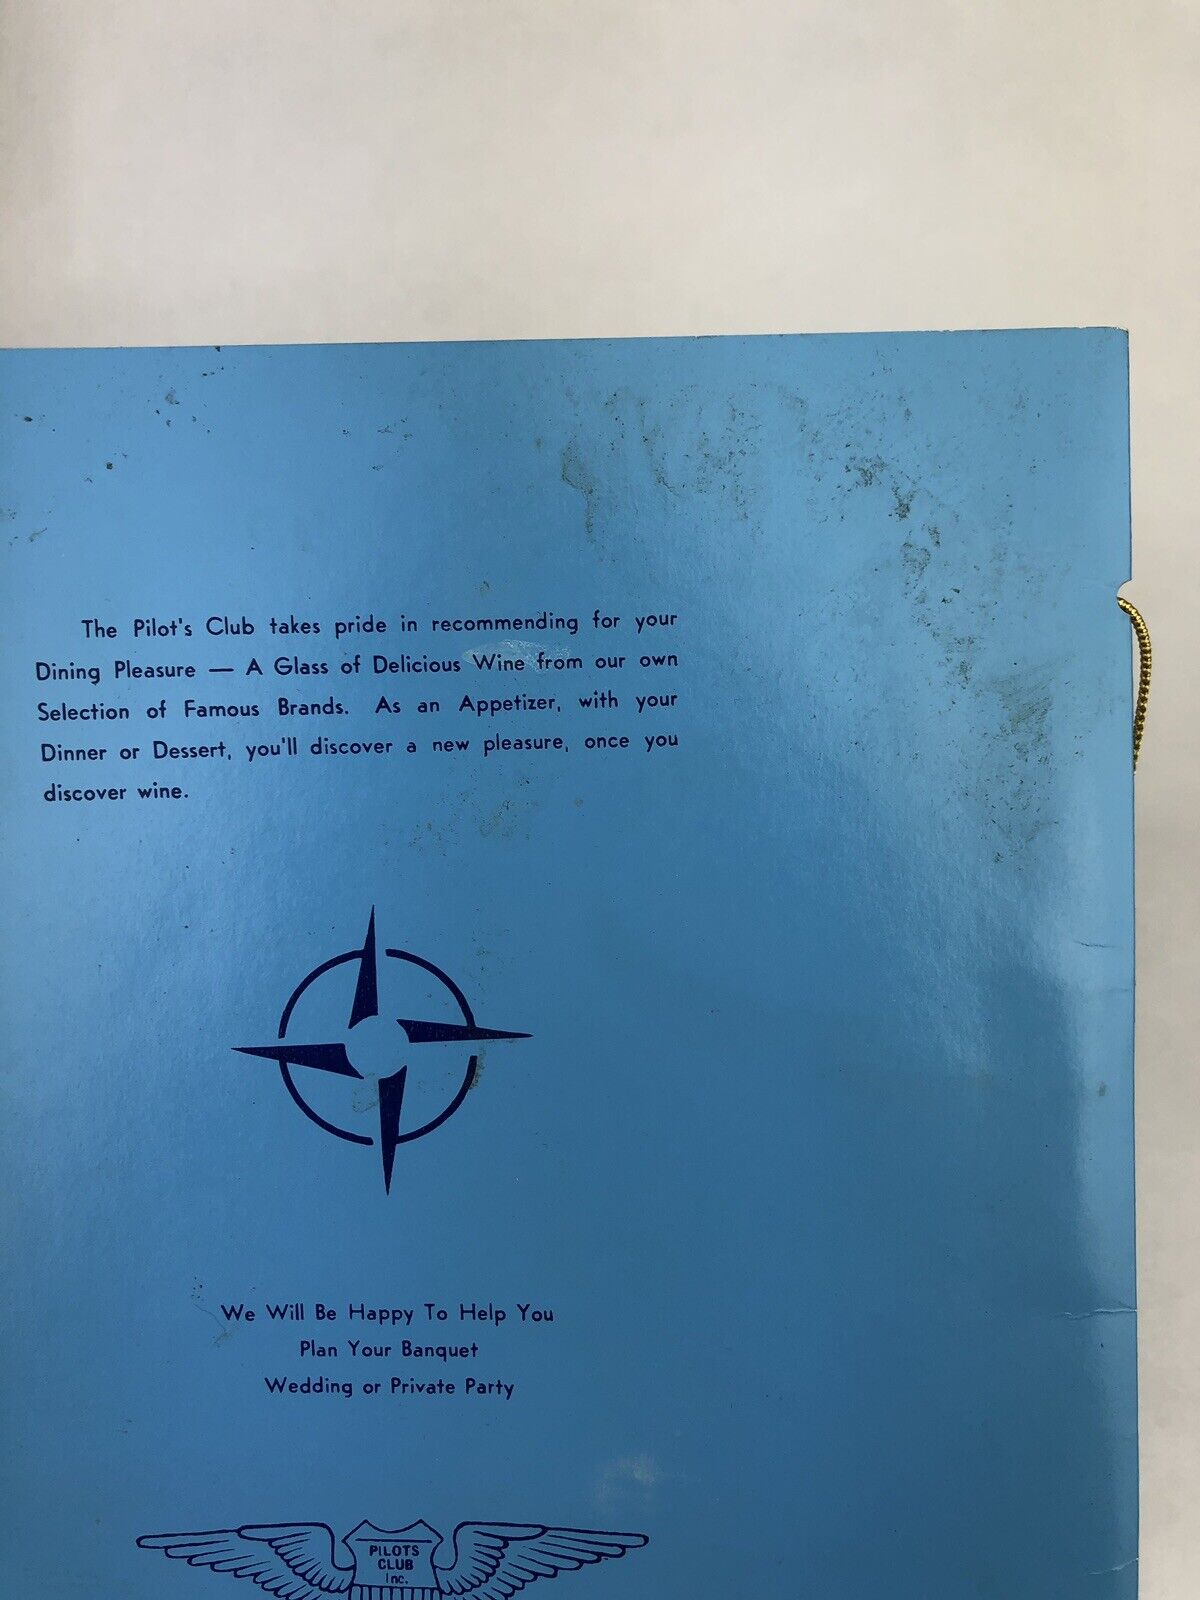 The Pilot's Club takes pride in recommending for your
Dining Pleasure — A Glass of Delicious Wine from our own
Selection of Famous Brands. As an Appetizer, with your
Dinner or Dessert, you'll discover a new pleasure, once you
discover wine.
We Will Be Happy To Help You
Plan Your Banquet
Wedding or Private Party
PILOTS
CLUB
Inc.